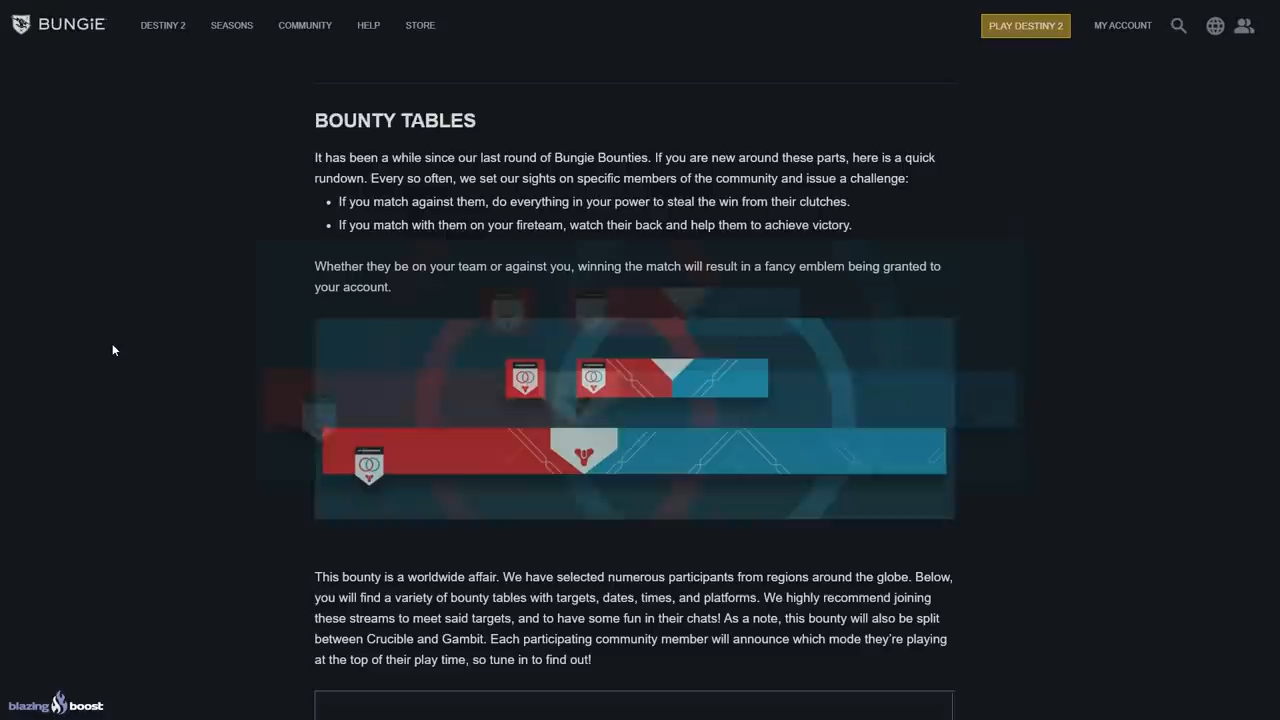 BUNGiE
DESTINY 2
SEASONS
COMMUNITY
HELP
STORE
PLAY DESTINY 2
MY ACCOUNT
BOUNTY TABLES
It has been a while since our last round of Bungie Bounties. If you are new around these parts, here is a quick
rundown. Every so often, we set our sights on specific members of the community and issue a challenge:
• If you match against them, do everything in your power to steal the win from their clutches.
• If you match with them on your fireteam, watch their back and help them to achieve victory.
Whether they be on your team or against you, winning the match will result in a fancy emblem being granted to
your account.
This bounty is a worldwide affair. We have selected numerous participants from regions around the globe. Below,
you will find a variety of bounty tables with targets, dates, times, and platforms. We highly recommend joining
these streams to meet said targets, and to have some fun in their chats! As a note, this bounty will also be split
between Crucible and Gambit. Each participating community member will announce which mode they’re playing
at the top of their play time, so tune in to find out!
blazing boost